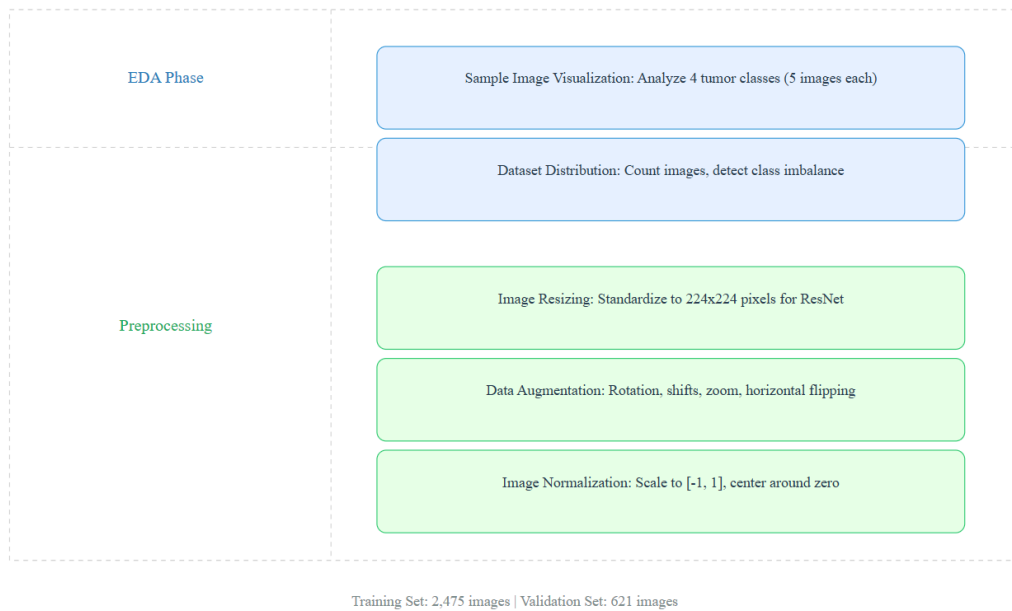 EDA Phase
Sample Image Visualization: Analyze 4 tumor classes (5 images each)
Dataset Distribution: Count images, detect class imbalance
Preprocessing
Image Resizing: Standardize to 224x224 pixels for ResNet
Data Augmentation: Rotation, shifts, zoom, horizontal flipping
Image Normalization: Scale to [-1, 1], center around zero
Training Set: 2,475 images | Validation Set: 621 images